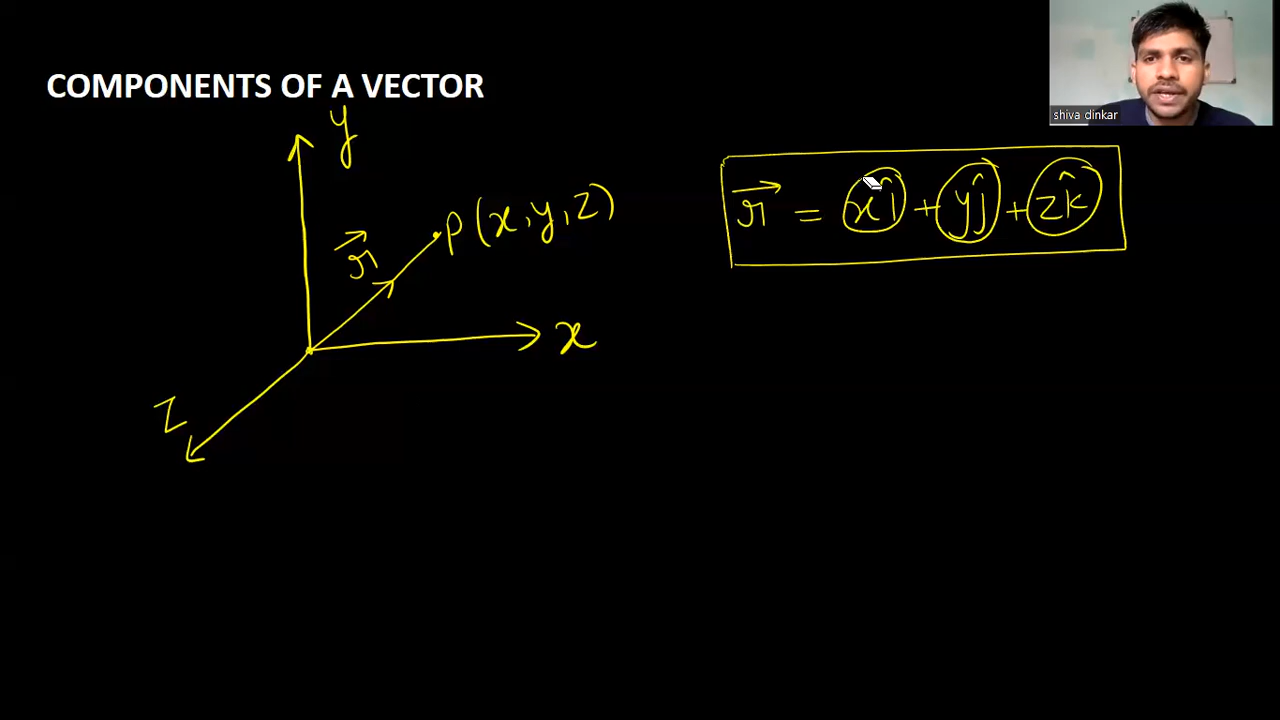 shiva dinkar
COMPONENTS OF A VECTOR
y
P(x,y,z)
r⃗
x
z
r⃗ = xî + yĵ + zk̂